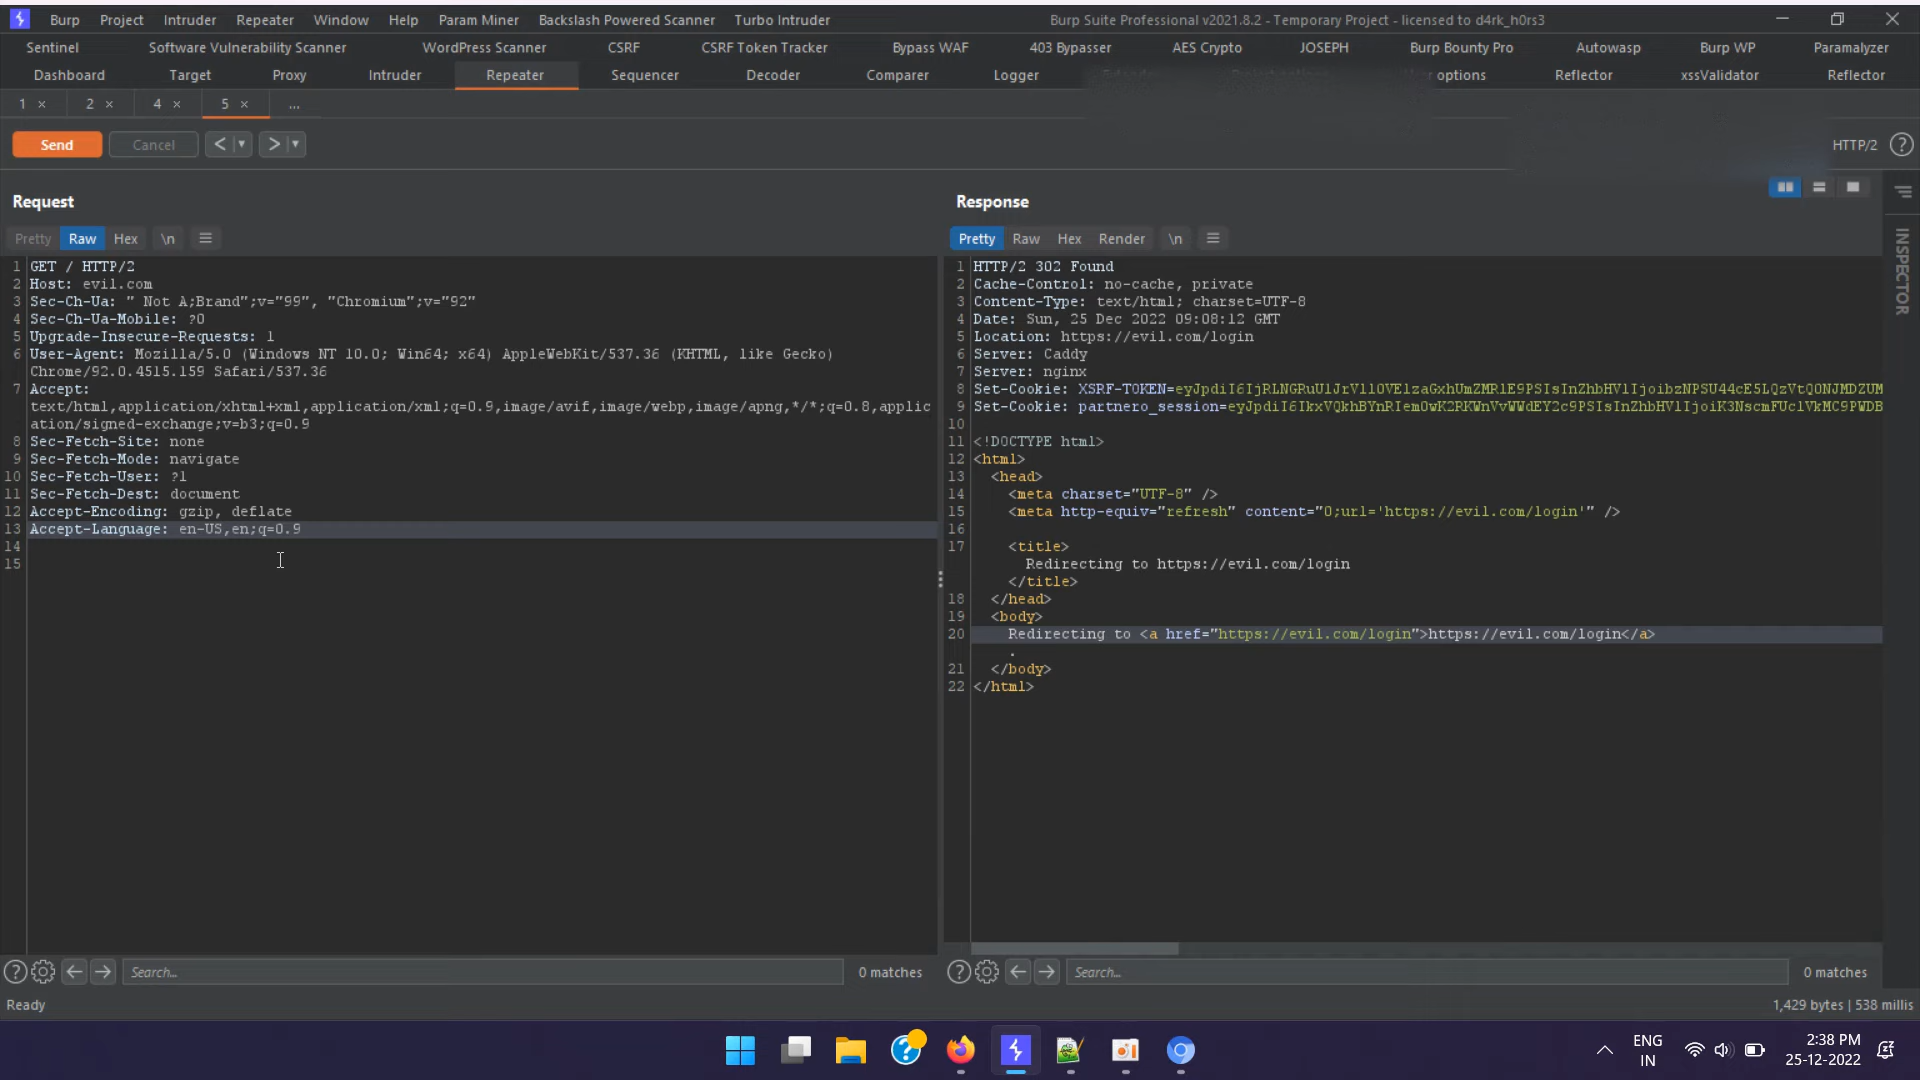 Burp Project Intruder Repeater Window Help Param Miner Backslash Powered Scanner Turbo Intruder Burp Suite Professional v2021.8.2 - Temporary Project - licensed to d4rk_h0rs3
Sentinel Software Vulnerability Scanner WordPress Scanner CSRF CSRF Token Tracker Bypass WAF 403 Bypasser AES Crypto JOSEPH Burp Bounty Pro Autowasp Burp WP Paramalyzer
Dashboard Target Proxy Intruder Repeater Sequencer Decoder Comparer Logger options Reflector xssValidator Reflector
1 × 2 × 4 × 5 × ...
Send Cancel < > HTTP/2 ?
Request
Pretty Raw Hex \n
1 GET / HTTP/2
2 Host: evil.com
3 Sec-Ch-Ua: " Not A;Brand";v="99", "Chromium";v="92"
4 Sec-Ch-Ua-Mobile: ?0
5 Upgrade-Insecure-Requests: 1
6 User-Agent: Mozilla/5.0 (Windows NT 10.0; Win64; x64) AppleWebKit/537.36 (KHTML, like Gecko)
Chrome/92.0.4515.159 Safari/537.36
7 Accept:
text/html,application/xhtml+xml,application/xml;q=0.9,image/avif,image/webp,image/apng,*/*;q=0.8,applic
ation/signed-exchange;v=b3;q=0.9
8 Sec-Fetch-Site: none
9 Sec-Fetch-Mode: navigate
10 Sec-Fetch-User: ?1
11 Sec-Fetch-Dest: document
12 Accept-Encoding: gzip, deflate
13 Accept-Language: en-US,en;q=0.9
14
15
Search... 0 matches
Response
Pretty Raw Hex Render \n
1 HTTP/2 302 Found
2 Cache-Control: no-cache, private
3 Content-Type: text/html; charset=UTF-8
4 Date: Sun, 25 Dec 2022 09:08:12 GMT
5 Location: https://evil.com/login
6 Server: Caddy
7 Server: nginx
8 Set-Cookie: XSRF-TOKEN=
9 Set-Cookie: partnero_session=
10
11 <!DOCTYPE html>
12 <html>
13 <head>
14 <meta charset="UTF-8" />
15 <meta http-equiv="refresh" content="0;url='https://evil.com/login'" />
16
17 <title>
Redirecting to https://evil.com/login
</title>
18 </head>
19 <body>
20 Redirecting to <a href="https://evil.com/login">https://evil.com/login</a>
.
21 </body>
22 </html>
Search... 0 matches
INSPECTOR
Ready 1,429 bytes | 538 millis
ENG
IN
2:38 PM
25-12-2022